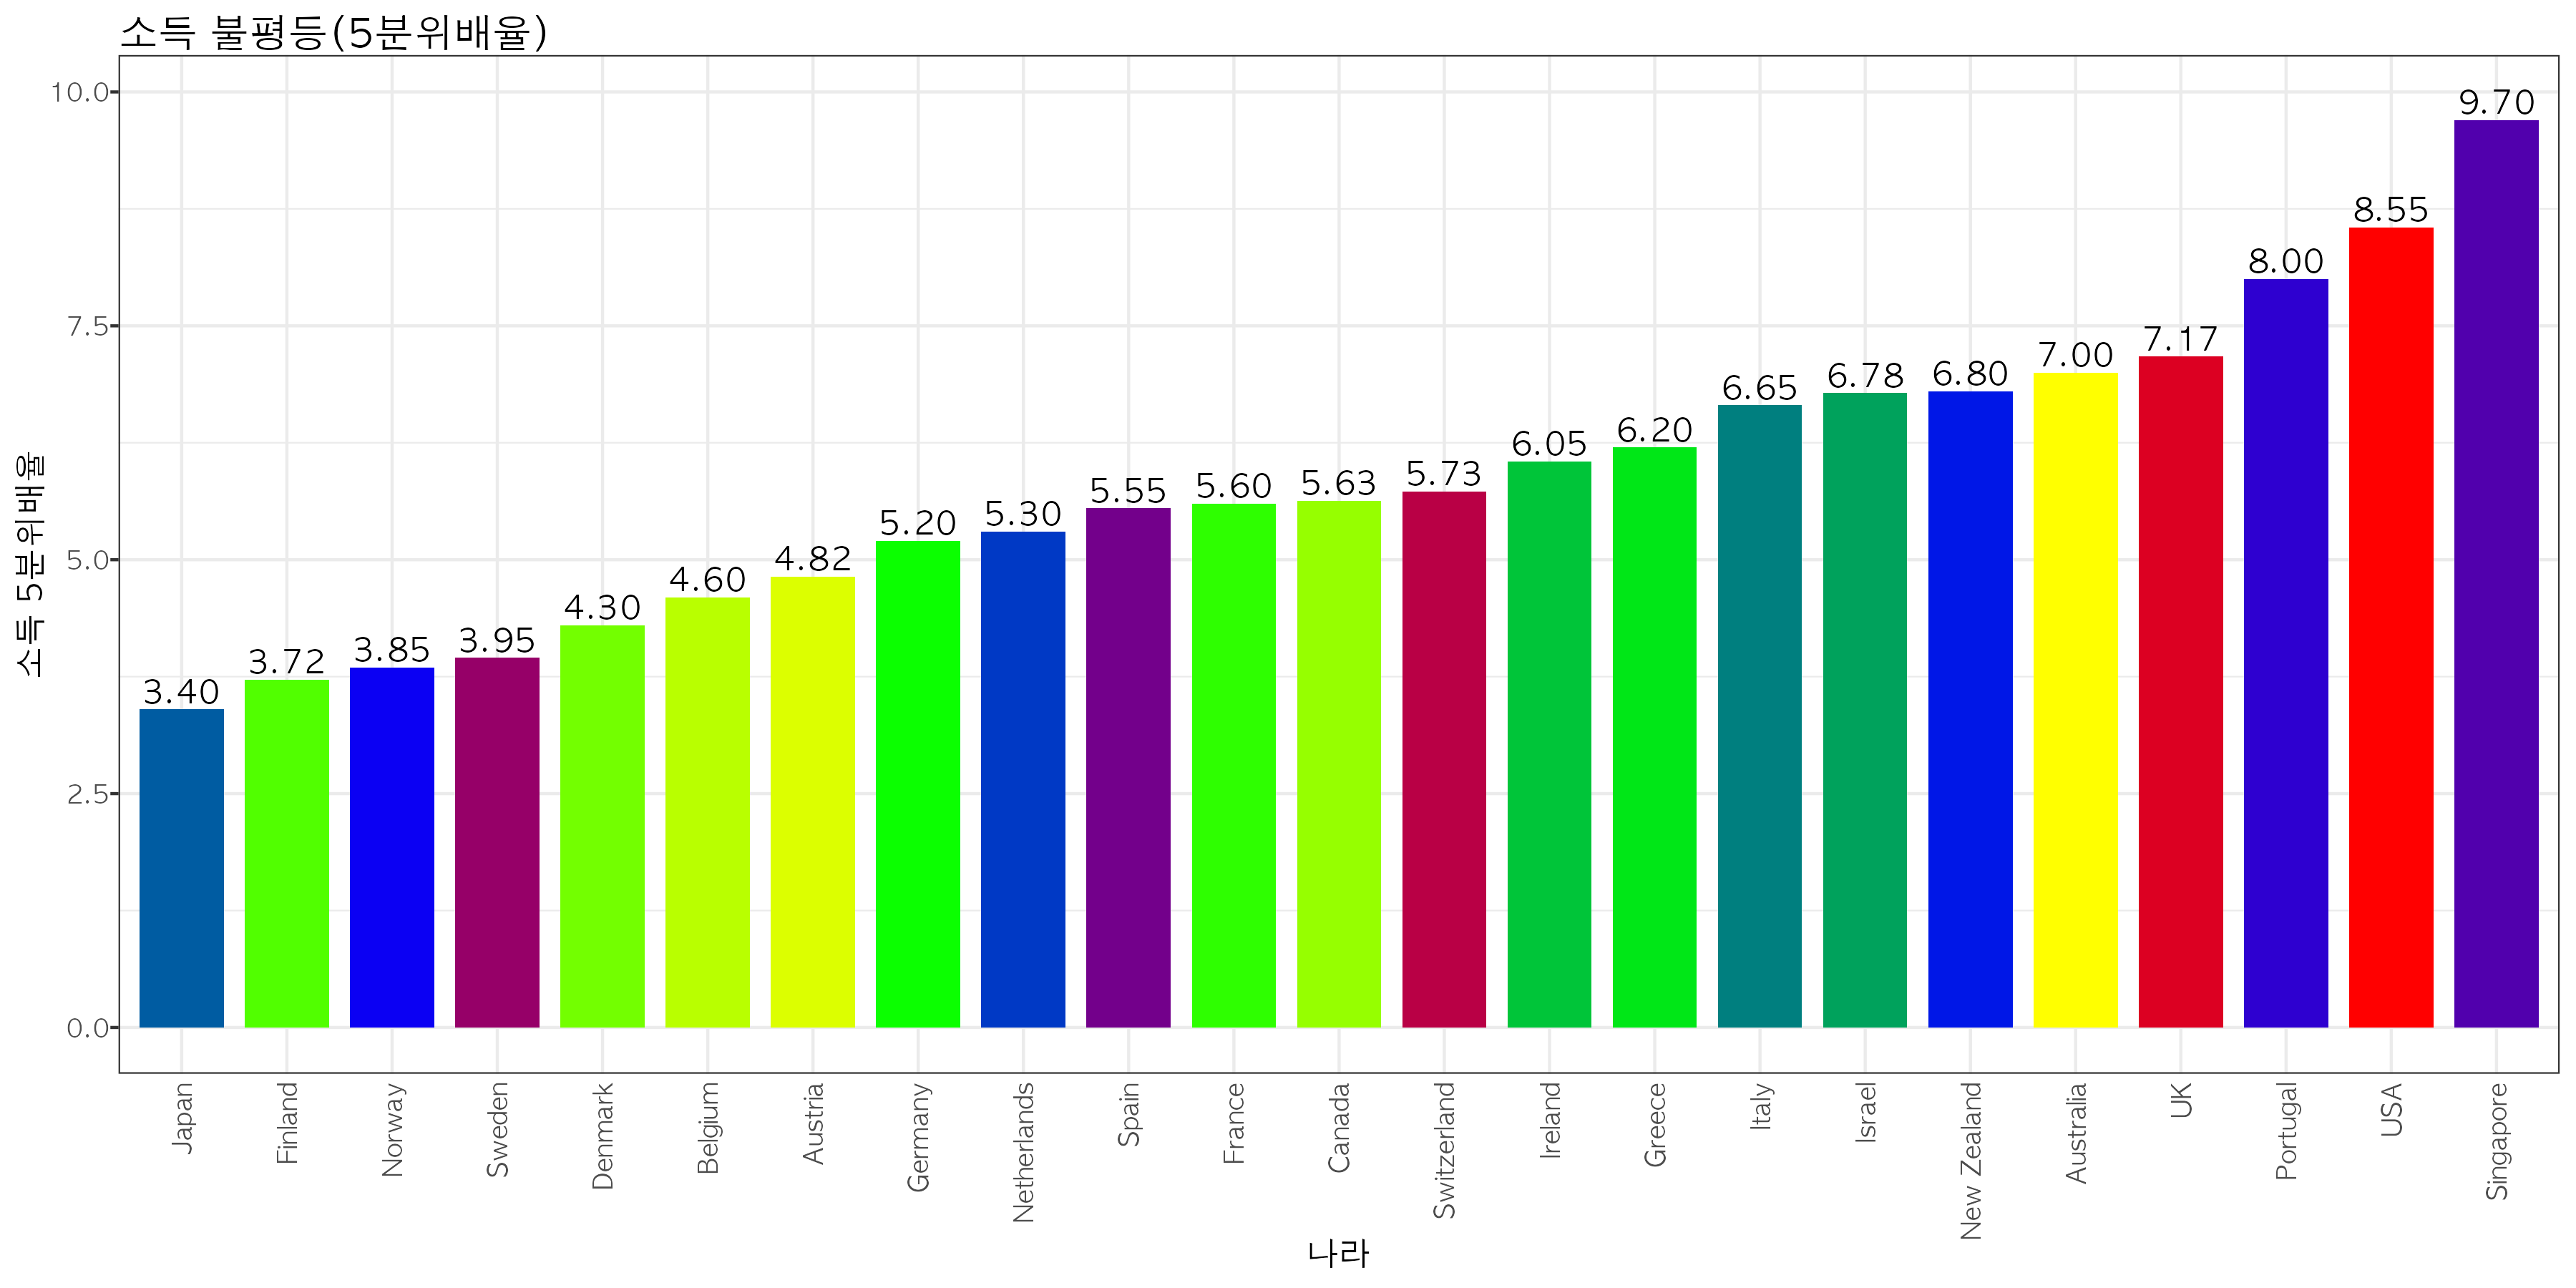 소득 불평등(5분위배율)
소득 5분위배율
10.0
7.5
5.0
2.5
0.0
3.40
3.72
3.85
3.95
4.30
4.60
4.82
5.20
5.30
5.55
5.60
5.63
5.73
6.05
6.20
6.65
6.78
6.80
7.00
7.17
8.00
8.55
9.70
Japan
Finland
Norway
Sweden
Denmark
Belgium
Austria
Germany
Netherlands
Spain
France
Canada
Switzerland
Ireland
Greece
Italy
Israel
New Zealand
Australia
UK
Portugal
USA
Singapore
나라